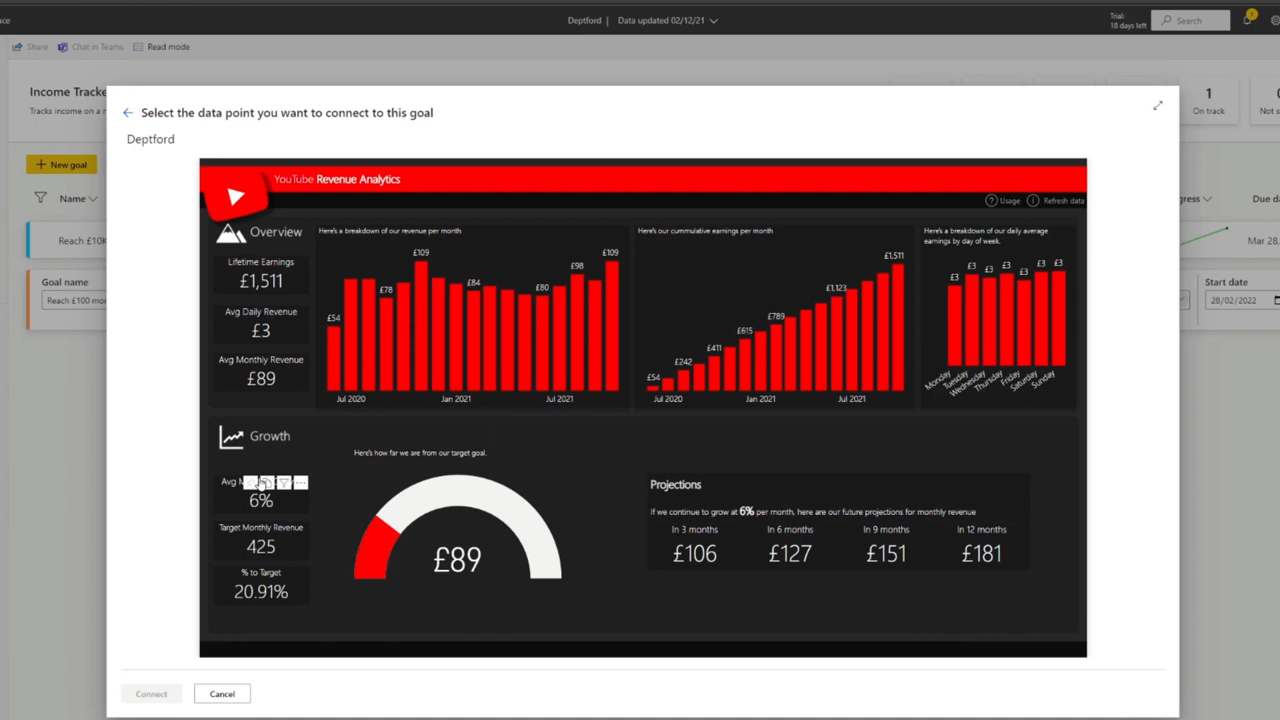 ce
Deptford | Data updated 02/12/21
Trial:
18 days left
Search
1
Share Chat in Teams Read mode
Income Tracke
Tracks income on a m
1
On track
0
Not s
New goal
Name
gress
Due da
Reach £10K
Mar 28.
Goal name
Reach £100 mo
Start date
28/02/2022
Select the data point you want to connect to this goal
Deptford
YouTube Revenue Analytics
Usage Refresh data
Overview
Lifetime Earnings
£1,511
Avg Daily Revenue
£3
Avg Monthly Revenue
£89
Here's a breakdown of our revenue per month
£54 £78 £109 £84 £80 £98 £109
Jul 2020 Jan 2021 Jul 2021
Here's our cummulative earnings per month
£54 £242 £411 £615 £789 £1,123 £1,511
Jul 2020 Jan 2021 Jul 2021
Here's a breakdown of our daily average
earnings by day of week.
£3 £3 £3 £3 £3 £3 £3
Monday Tuesday Wednesday Thursday Friday Saturday Sunday
Growth
Avg M
6%
Target Monthly Revenue
425
% to Target
20.91%
Here's how far we are from our target goal.
£89
Projections
If we continue to grow at 6% per month, here are our future projections for monthly revenue
In 3 months In 6 months In 9 months In 12 months
£106 £127 £151 £181
Connect Cancel